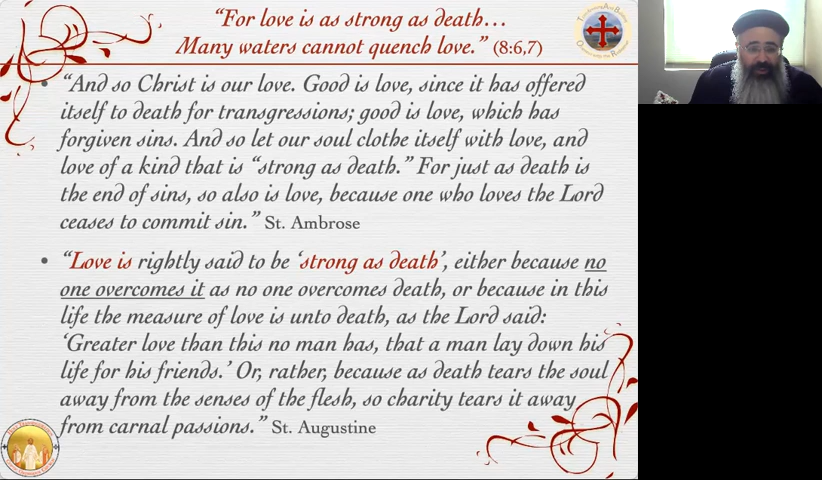 “For love is as strong as death…
Many waters cannot quench love.” (8:6,7)
• “And so Christ is our love. Good is love, since it has offered
itself to death for transgressions; good is love, which has
forgiven sins. And so let our soul clothe itself with love, and
love of a kind that is “strong as death.” For just as death is
the end of sins, so also is love, because one who loves the Lord
ceases to commit sin.” St. Ambrose
• “Love is rightly said to be ‘strong as death’, either because no
one overcomes it as no one overcomes death, or because in this
life the measure of love is unto death, as the Lord said:
‘Greater love than this no man has, that a man lay down his
life for his friends.’ Or, rather, because as death tears the soul
away from the senses of the flesh, so charity tears it away
from carnal passions.” St. Augustine